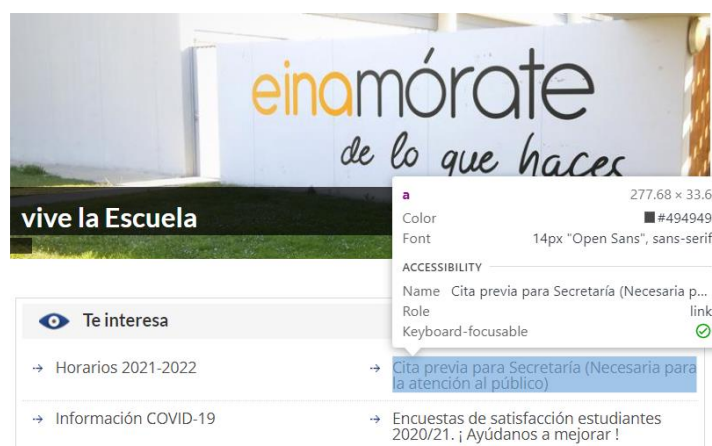 einamórate
de lo que haces
vive la Escuela
a 277.68 × 33.6
Color #494949
Font 14px "Open Sans", sans-serif
ACCESSIBILITY
Name Cita previa para Secretaría (Necesaria p...
Role link
Keyboard-focusable
Te interesa
→ Horarios 2021-2022
→ Cita previa para Secretaría (Necesaria para
la atención al público)
→ Información COVID-19
→ Encuestas de satisfacción estudiantes
2020/21. ¡ Ayúdanos a mejorar !